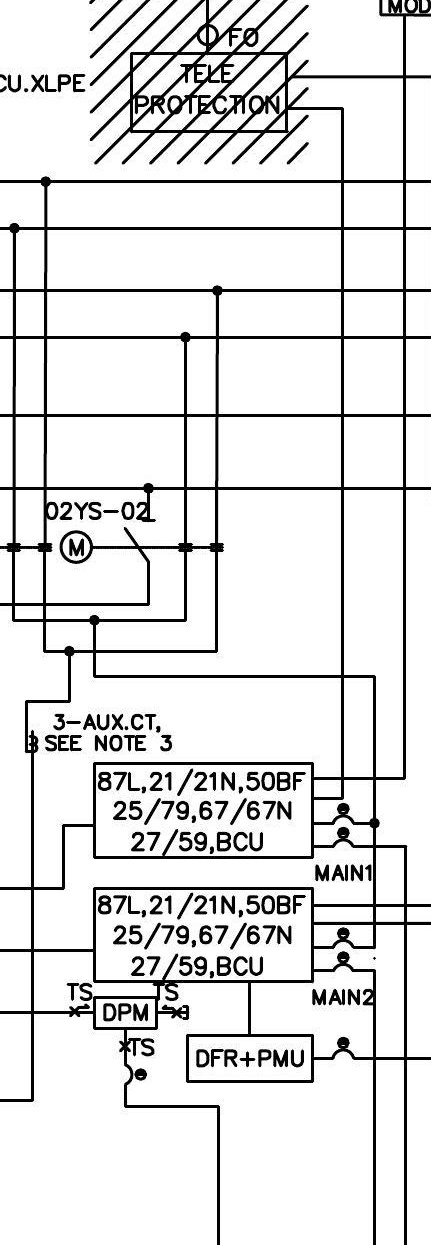 MOD
FO
CU.XLPE
TELE
PROTECTION
02YS-02
M
3-AUX.CT,
3 SEE NOTE 3
87L,21/21N,50BF
25/79,67/67N
27/59,BCU
MAIN1
87L,21/21N,50BF
25/79,67/67N
27/59,BCU
MAIN2
TS TS
DPM
TS
DFR+PMU